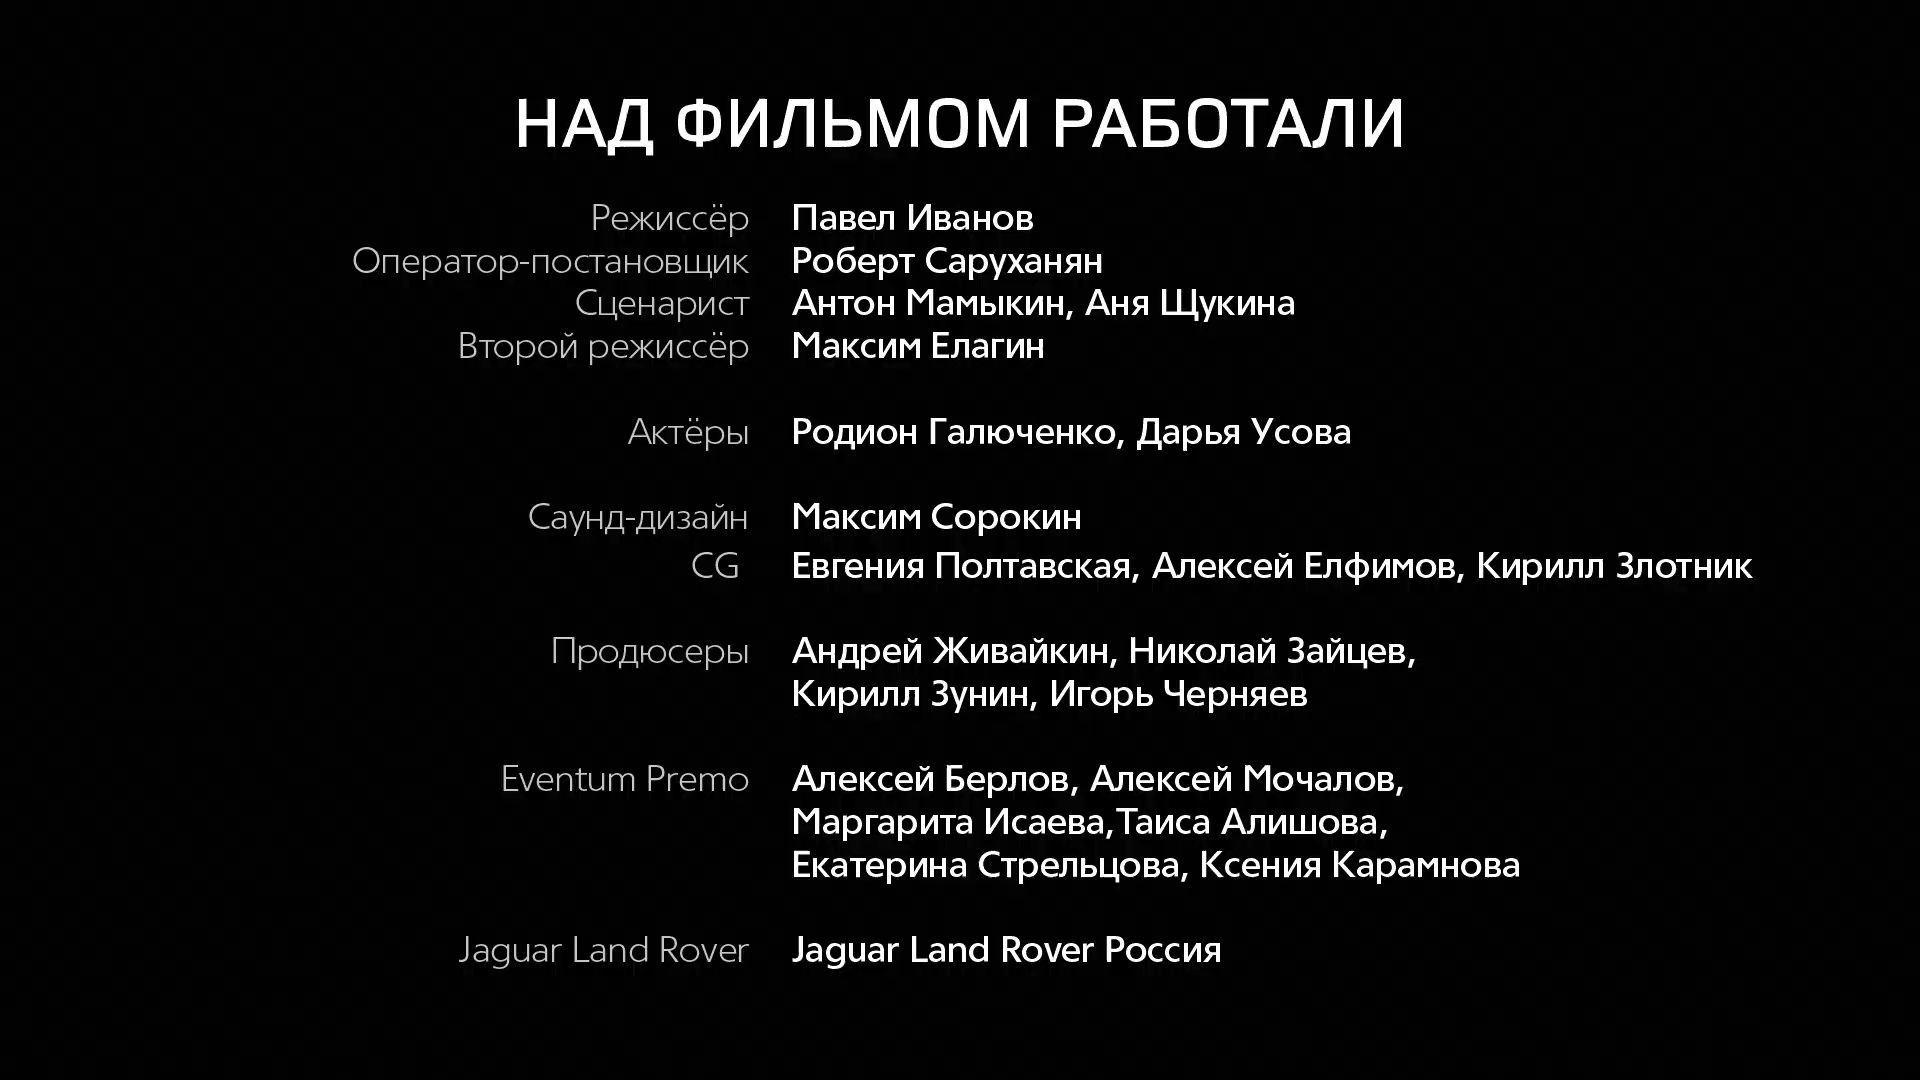 НАД ФИЛЬМОМ РАБОТАЛИ
Режиссёр Павел Иванов
Оператор-постановщик Роберт Саруханян
Сценарист Антон Мамыкин, Аня Щукина
Второй режиссёр Максим Елагин
Актёры Родион Галюченко, Дарья Усова
Саунд-дизайн Максим Сорокин
CG Евгения Полтавская, Алексей Елфимов, Кирилл Злотник
Продюсеры Андрей Живайкин, Николай Зайцев,
Кирилл Зунин, Игорь Черняев
Eventum Premo Алексей Берлов, Алексей Мочалов,
Маргарита Исаева,Таиса Алишова,
Екатерина Стрельцова, Ксения Карамнова
Jaguar Land Rover Jaguar Land Rover Россия